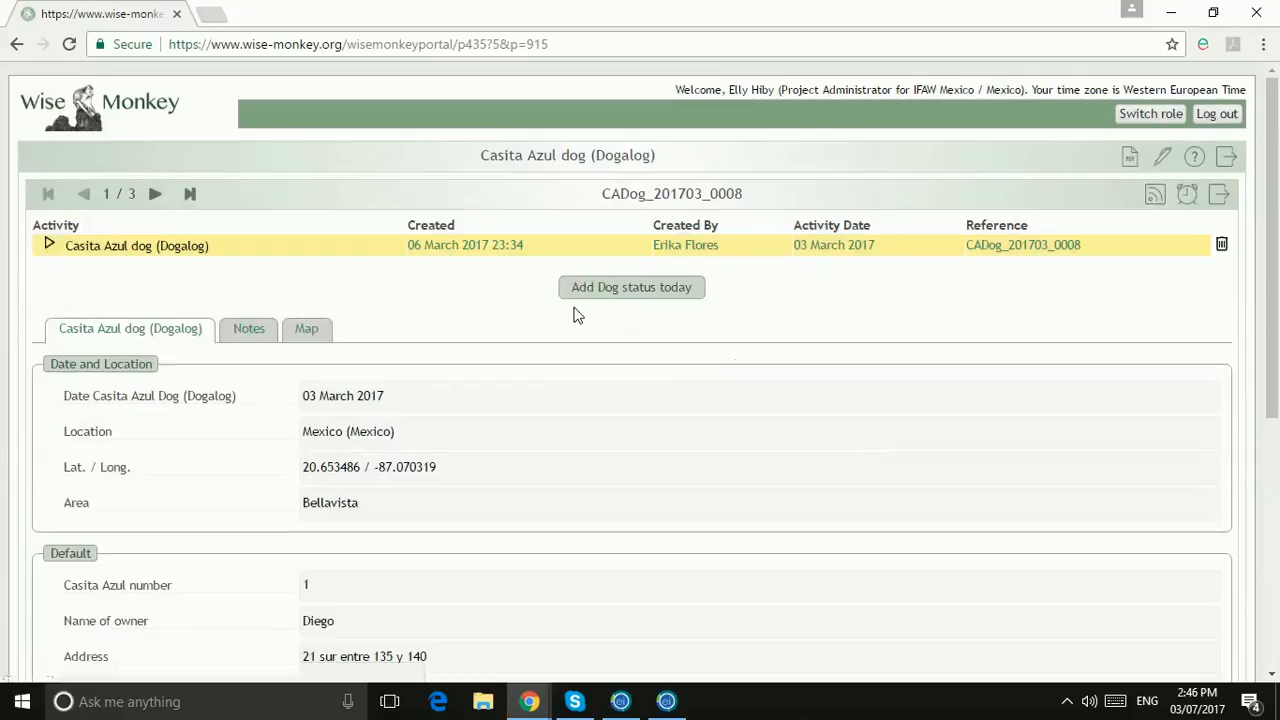 https://www.wise-monke
Secure https://www.wise-monkey.org/wisemonkeyportal/p435?5&p=915
Wise Monkey
Welcome, Elly Hiby (Project Administrator for IFAW Mexico / Mexico). Your time zone is Western European Time
Switch role Log out
Casita Azul dog (Dogalog)
PDF ?
1 / 3 CADog_201703_0008
Activity Created Created By Activity Date Reference
Casita Azul dog (Dogalog) 06 March 2017 23:34 Erika Flores 03 March 2017 CADog_201703_0008
Add Dog status today
Casita Azul dog (Dogalog) Notes Map
Date and Location
Date Casita Azul Dog (Dogalog) 03 March 2017
Location Mexico (Mexico)
Lat. / Long. 20.653486 / -87.070319
Area Bellavista
Default
Casita Azul number 1
Name of owner Diego
Address 21 sur entre 135 y 140
Ask me anything ENG 2:46 PM
03/07/2017 4